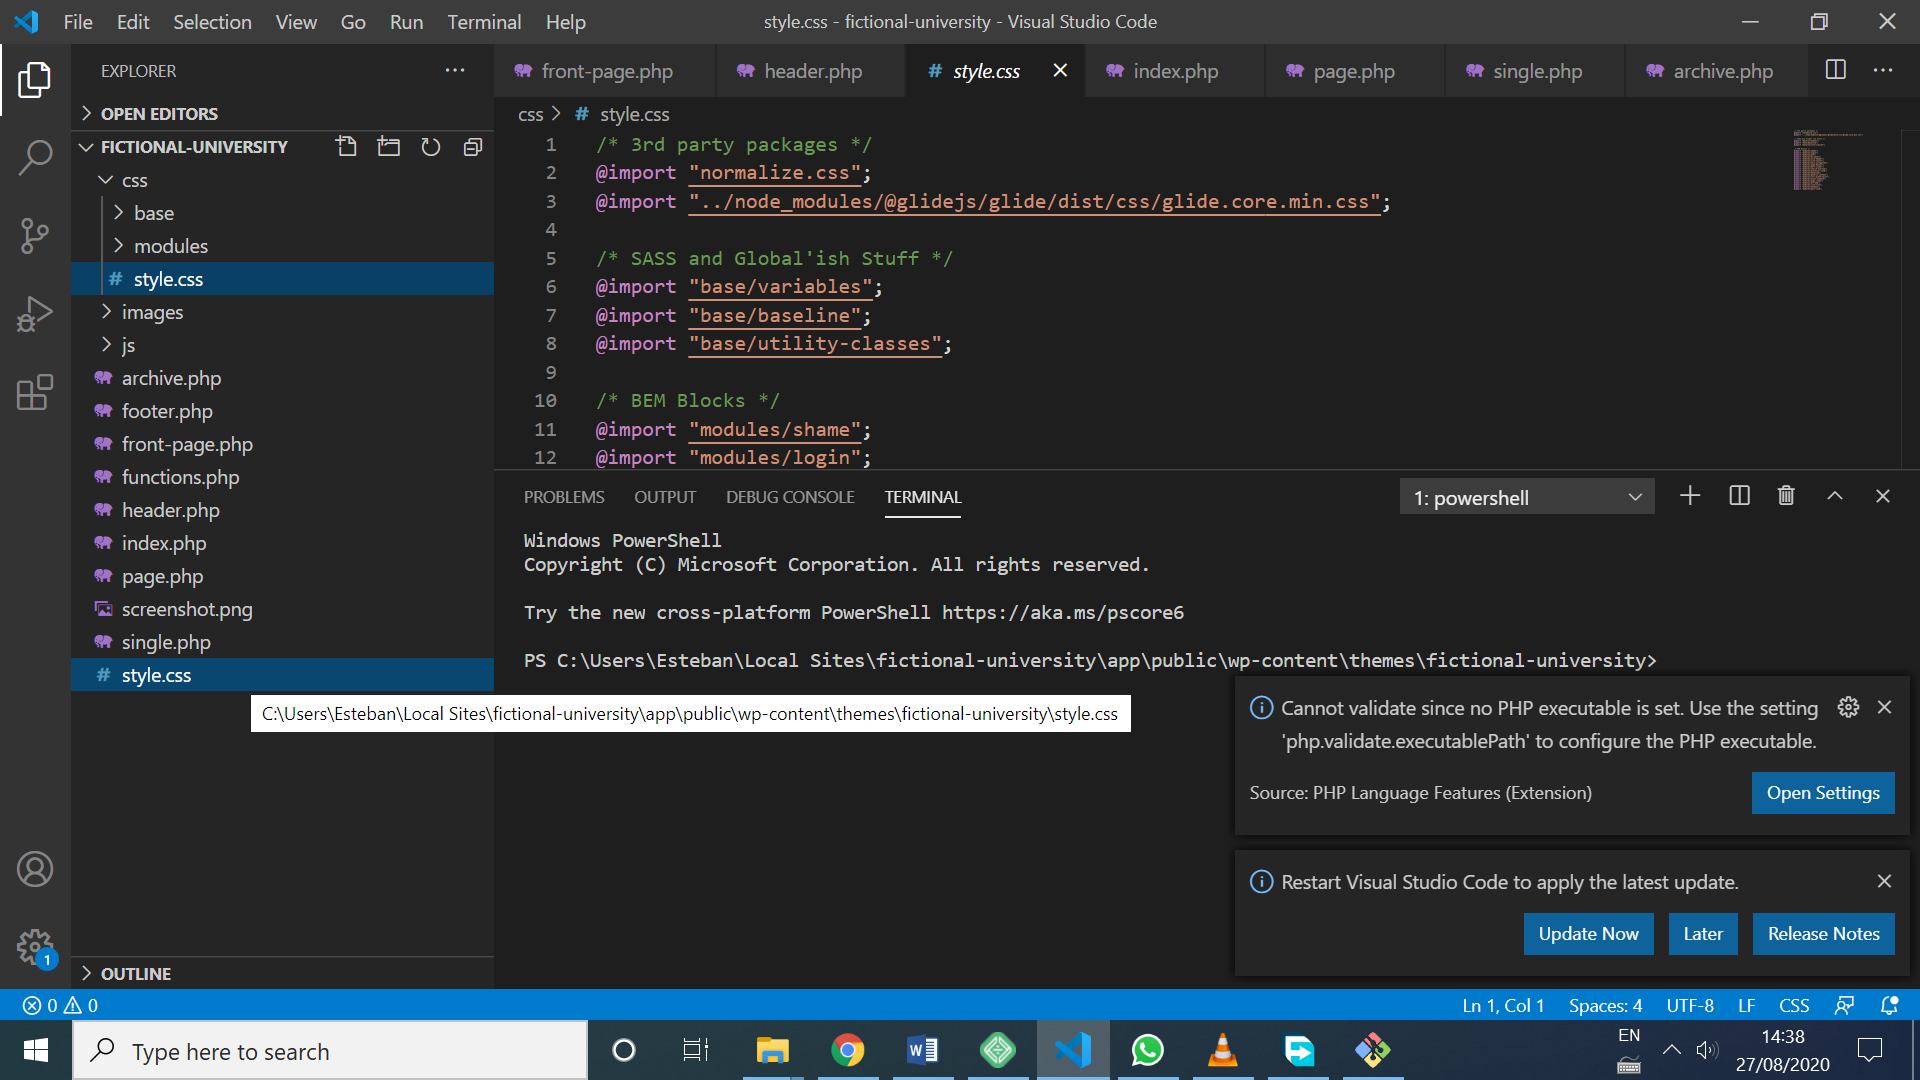 File Edit Selection View Go Run Terminal Help
style.css - fictional-university - Visual Studio Code
EXPLORER
OPEN EDITORS
FICTIONAL-UNIVERSITY
css
base
modules
# style.css
images
js
archive.php
footer.php
front-page.php
functions.php
header.php
index.php
page.php
screenshot.png
single.php
# style.css
OUTLINE
front-page.php
header.php
# style.css
index.php
page.php
single.php
archive.php
css > # style.css
1 /* 3rd party packages */
2 @import "normalize.css";
3 @import "../node_modules/@glidejs/glide/dist/css/glide.core.min.css";
4
5 /* SASS and Global'ish Stuff */
6 @import "base/variables";
7 @import "base/baseline";
8 @import "base/utility-classes";
9
10 /* BEM Blocks */
11 @import "modules/shame";
12 @import "modules/login";
PROBLEMS OUTPUT DEBUG CONSOLE TERMINAL
1: powershell
Windows PowerShell
Copyright (C) Microsoft Corporation. All rights reserved.
Try the new cross-platform PowerShell https://aka.ms/pscore6
PS C:\Users\Esteban\Local Sites\fictional-university\app\public\wp-content\themes\fictional-university>
C:\Users\Esteban\Local Sites\fictional-university\app\public\wp-content\themes\fictional-university\style.css
Cannot validate since no PHP executable is set. Use the setting
'php.validate.executablePath' to configure the PHP executable.
Source: PHP Language Features (Extension)
Open Settings
Restart Visual Studio Code to apply the latest update.
Update Now
Later
Release Notes
1
0 0
Ln 1, Col 1 Spaces: 4 UTF-8 LF CSS
Type here to search
W
EN
14:38
27/08/2020